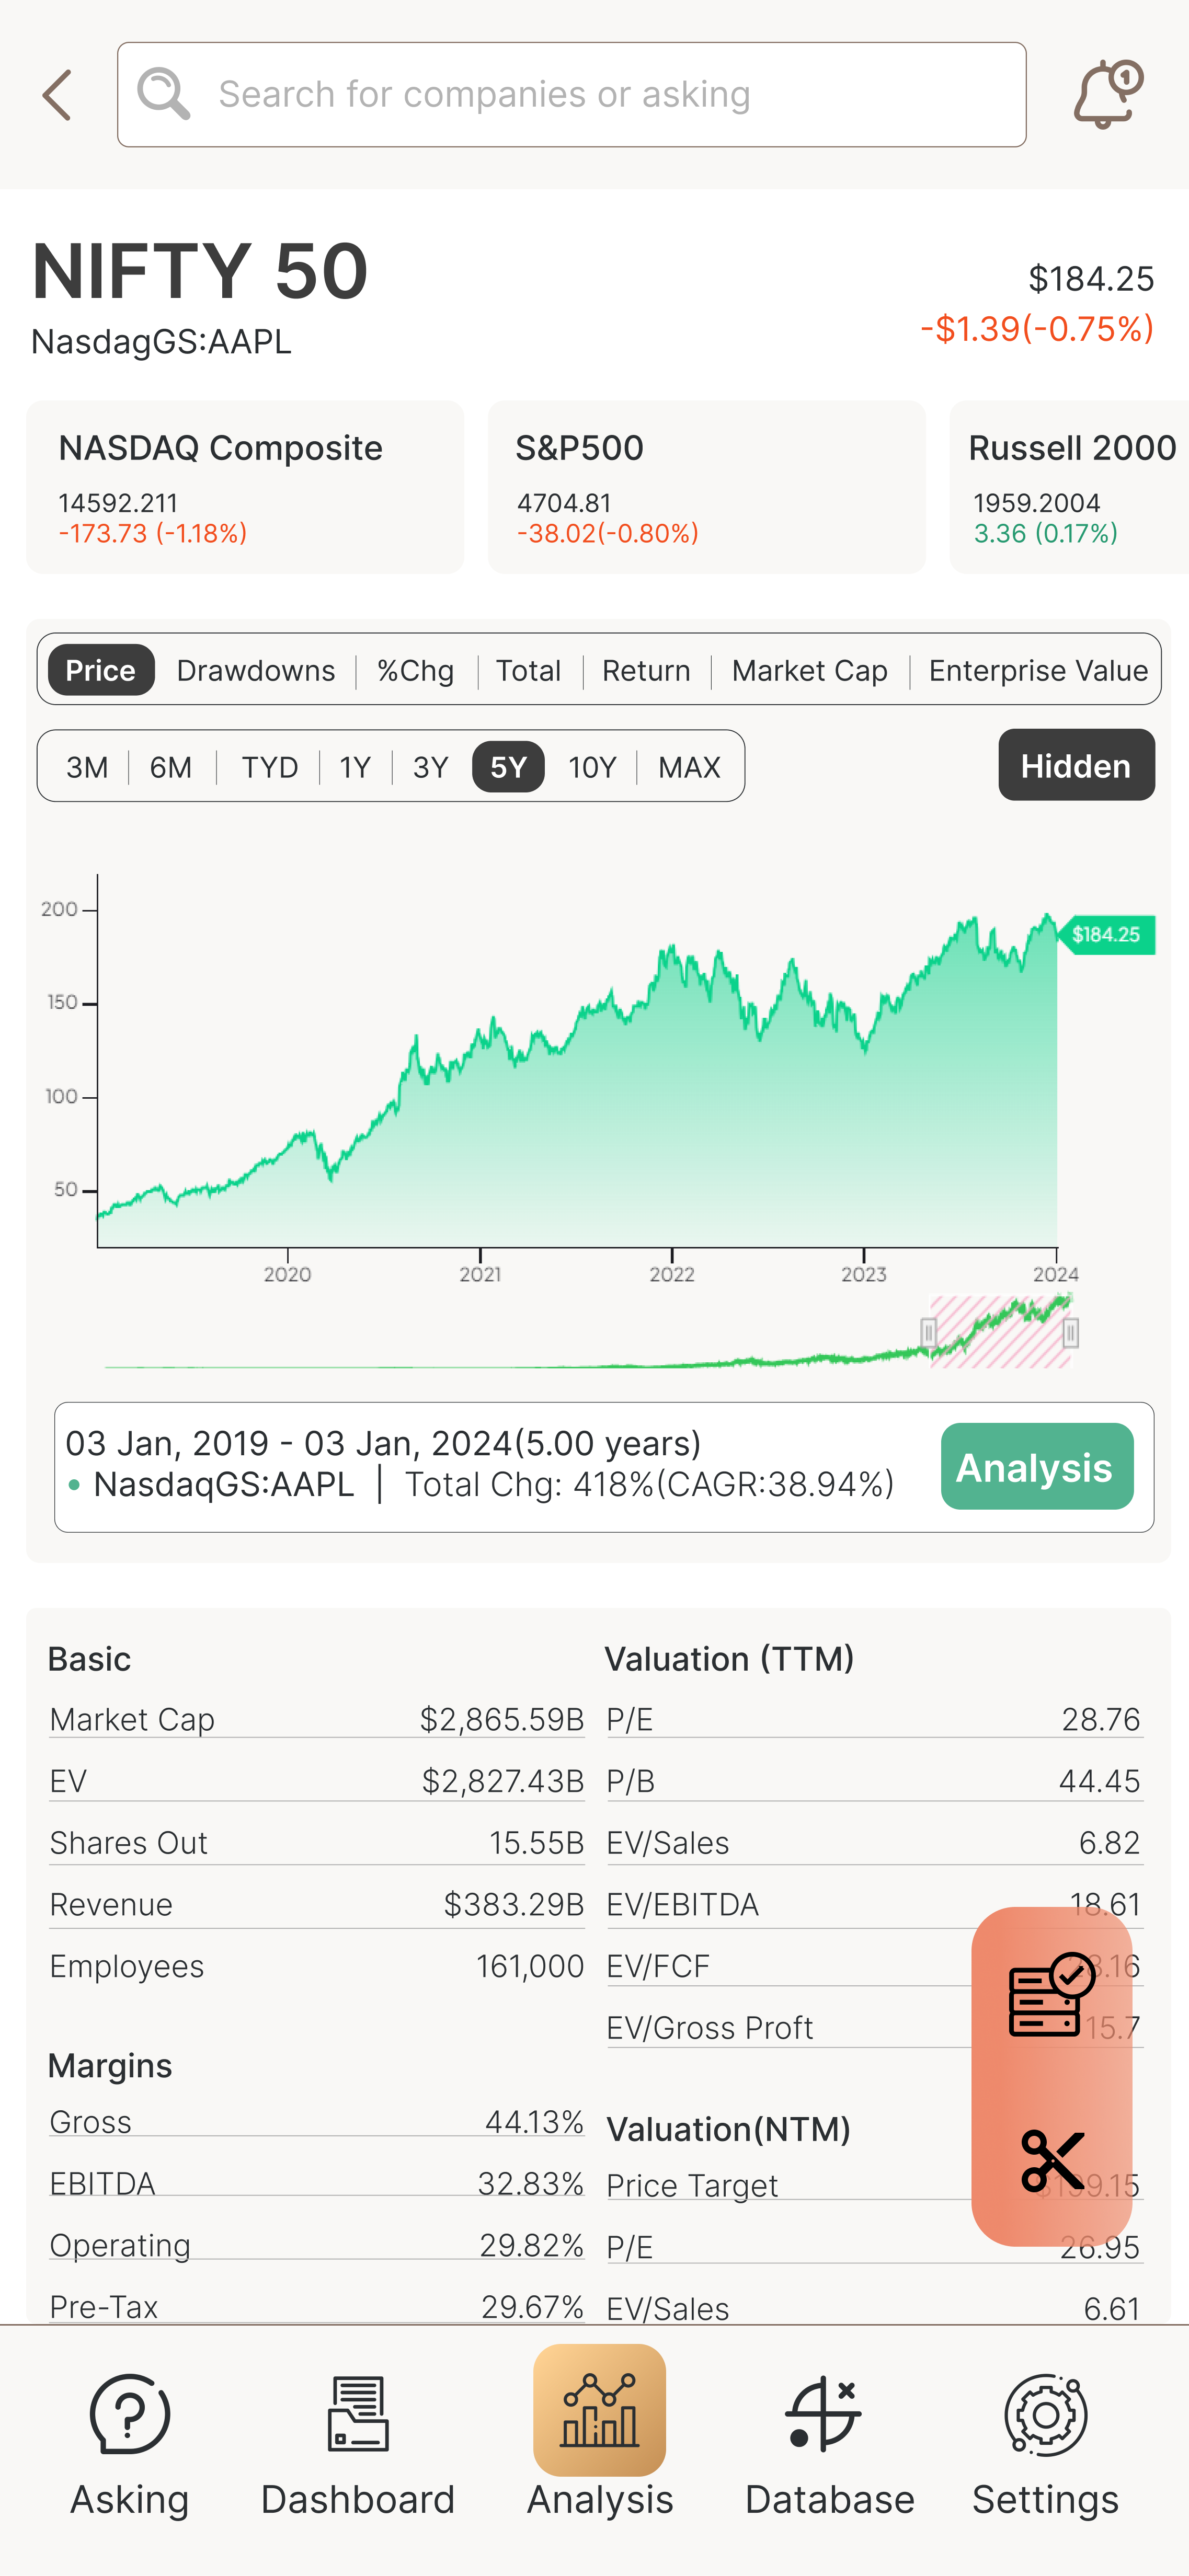 Search for companies or asking
1
NIFTY 50
$184.25
-$1.39(-0.75%)
NasdagGS:AAPL
NASDAQ Composite
14592.211
-173.73 (-1.18%)
S&P500
4704.81
-38.02(-0.80%)
Russell 2000
1959.2004
3.36 (0.17%)
Price Drawdowns %Chg Total Return Market Cap Enterprise Value
3M 6M TYD 1Y 3Y 5Y 10Y MAX
Hidden
200
$184.25
150
100
50
2020 2021 2022 2023 2024
03 Jan, 2019 - 03 Jan, 2024(5.00 years)
• NasdaqGS:AAPL | Total Chg: 418%(CAGR:38.94%)
Analysis
Basic
Market Cap $2,865.59B
EV $2,827.43B
Shares Out 15.55B
Revenue $383.29B
Employees 161,000
Margins
Gross 44.13%
EBITDA 32.83%
Operating 29.82%
Pre-Tax 29.67%
Valuation (TTM)
P/E 28.76
P/B 44.45
EV/Sales 6.82
EV/EBITDA 18.61
EV/FCF
EV/Gross Proft 15.7
Valuation(NTM)
Price Target
P/E 26.95
EV/Sales 6.61
Asking
Dashboard
Analysis
Database
Settings